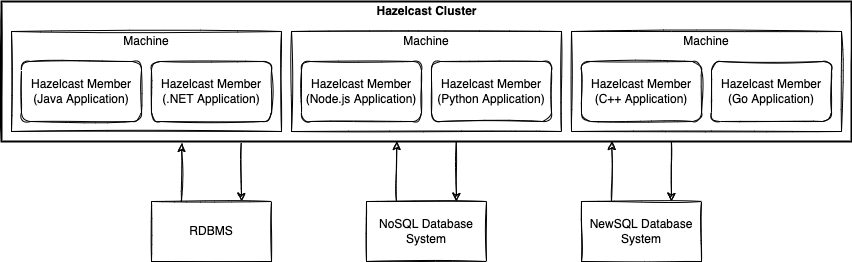 Hazelcast Cluster
Machine
Hazelcast Member
(Java Application)
Hazelcast Member
(.NET Application)
Machine
Hazelcast Member
(Node.js Application)
Hazelcast Member
(Python Application)
Machine
Hazelcast Member
(C++ Application)
Hazelcast Member
(Go Application)
RDBMS
NoSQL Database
System
NewSQL Database
System